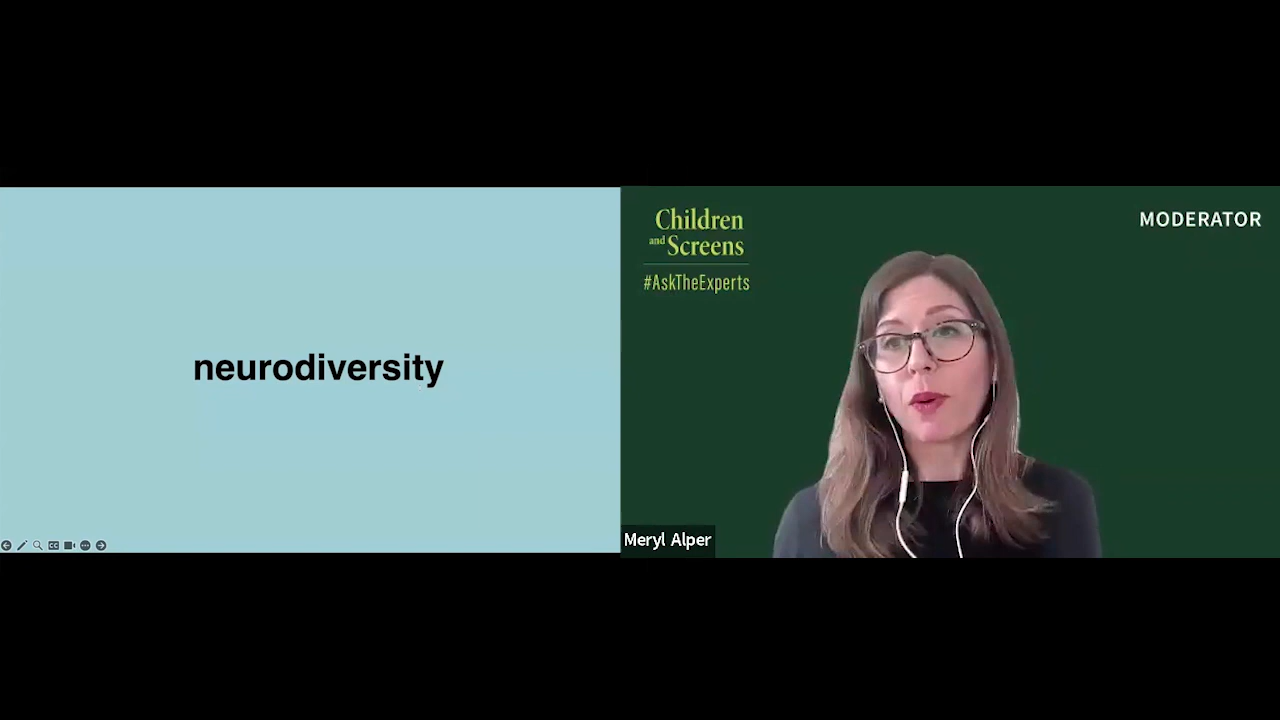 neurodiversity
Children
and Screens
#AskTheExperts
MODERATOR
Meryl Alper